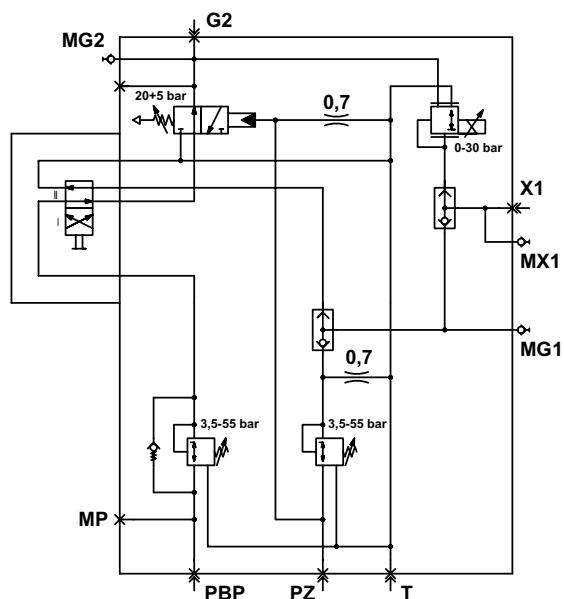 G2
MG2
20+5 bar
0,7
0-30 bar
II
I
X1
MX1
MG1
0,7
3,5-55 bar
3,5-55 bar
MP
PBP
PZ
T